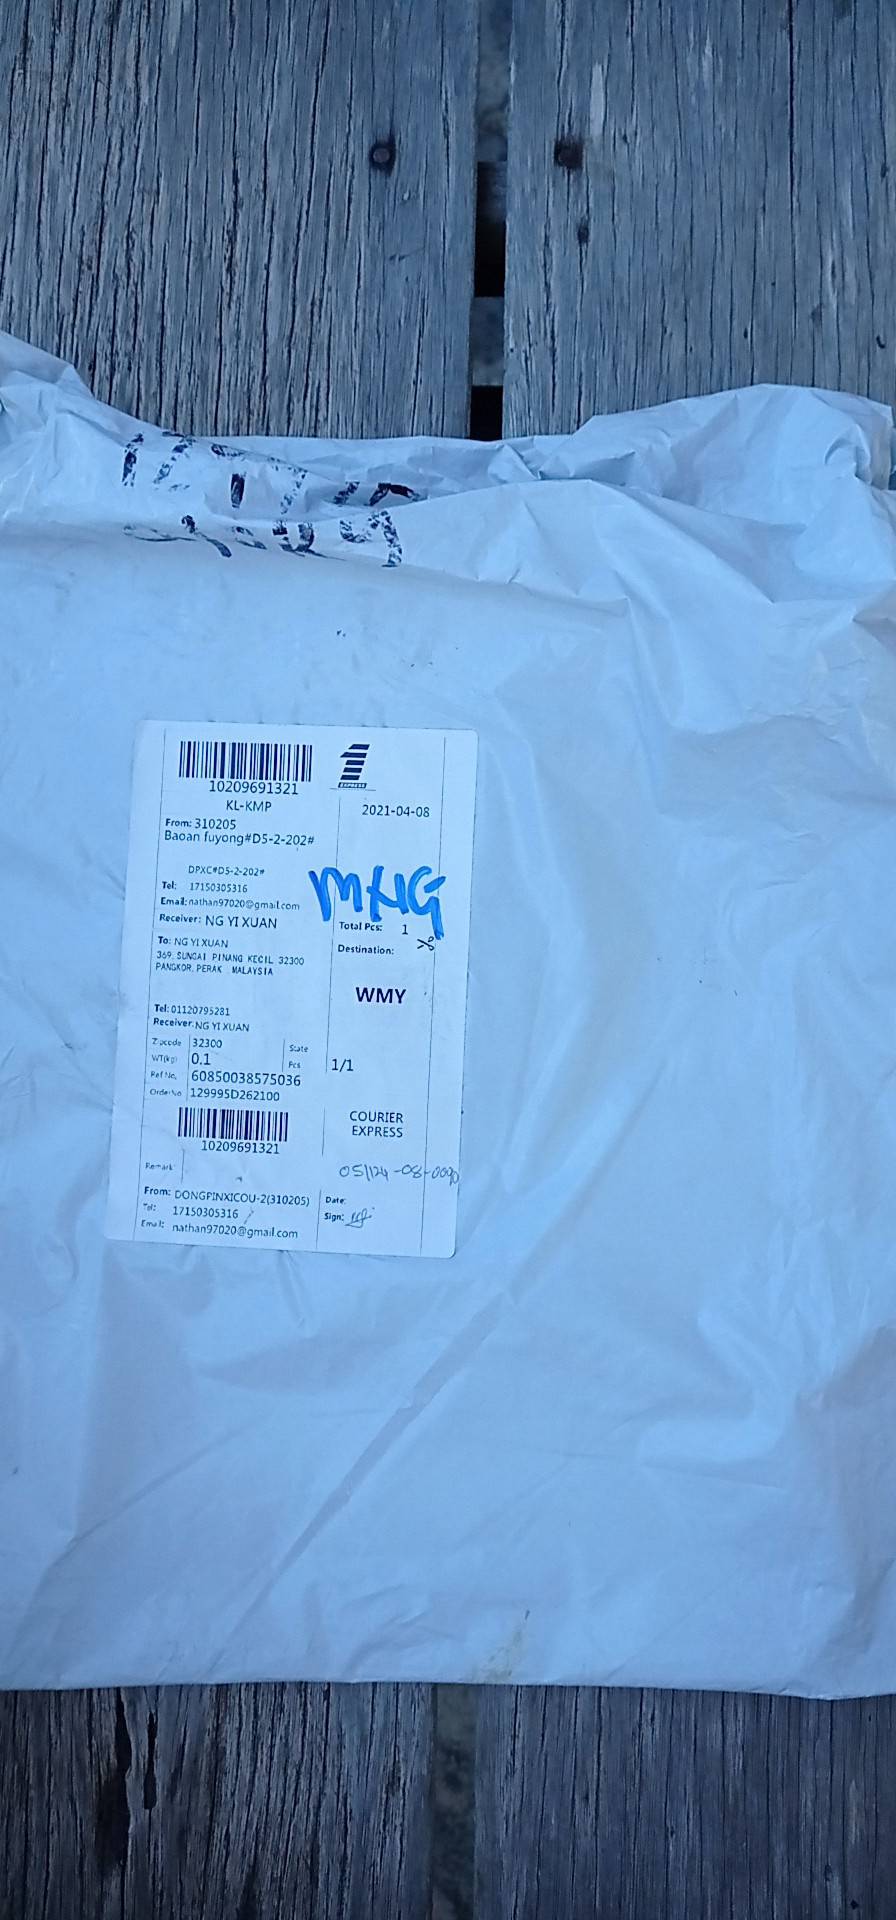 10209691321
EXPRESS
KL-KMP
2021-04-08
From: 310205
Baoan fuyong#D5-2-202#
DPXC#D5-2-202#
Tel: 17150305316
Email: nathan97020@gmail.com
MNG
Receiver: NG YI XUAN
Total Pcs: 1
To: NG YI XUAN
369. SUNGAI PINANG KECIL 32300
PANGKOR. PERAK MALAYSIA
Destination:
WMY
Tel: 01120795281
Receiver: NG YI XUAN
Zipcode 32300 State
WT(kg) 0.1 Pcs 1/1
Ref No. 60850038575036
Order No 129995D262100
COURIER
EXPRESS
10209691321
Remark
From: DONGPINXICOU-2(310205) Date:
Tel: 17150305316 Sign:
Email: nathan97020@gmail.com